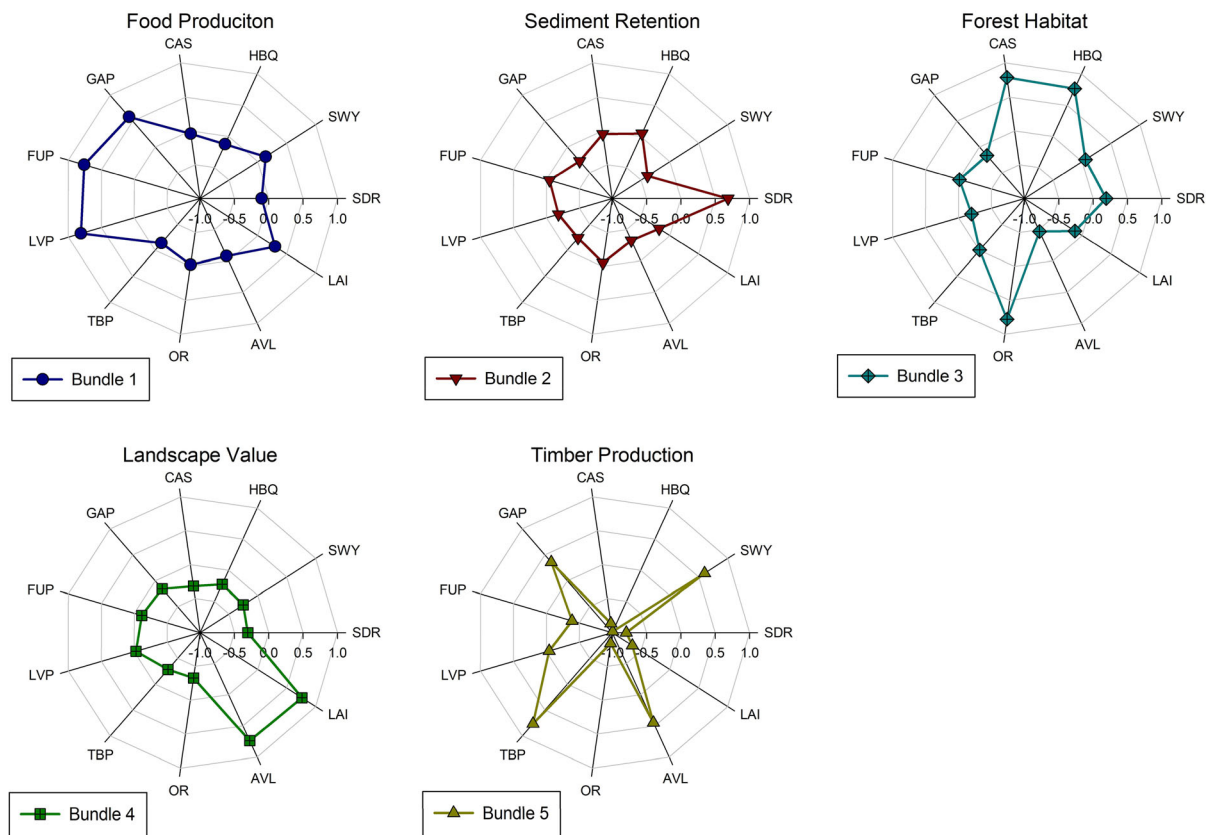 Food Produciton
CAS
HBQ
GAP
SWY
FUP
SDR
-1.0 -0.5 0.0 0.5 1.0
LVP
LAI
TBP
AVL
OR
Bundle 1
Sediment Retention
CAS
HBQ
GAP
SWY
FUP
SDR
-1.0 -0.5 0.0 0.5 1.0
LVP
LAI
TBP
AVL
OR
Bundle 2
Forest Habitat
CAS
HBQ
GAP
SWY
FUP
SDR
-1.0 -0.5 0.0 0.5 1.0
LVP
LAI
TBP
AVL
OR
Bundle 3
Landscape Value
CAS
HBQ
GAP
SWY
FUP
SDR
-1.0 -0.5 0.0 0.5 1.0
LVP
LAI
TBP
AVL
OR
Bundle 4
Timber Production
CAS
HBQ
GAP
SWY
FUP
SDR
-1.0 -0.5 0.0 0.5 1.0
LVP
LAI
TBP
AVL
OR
Bundle 5